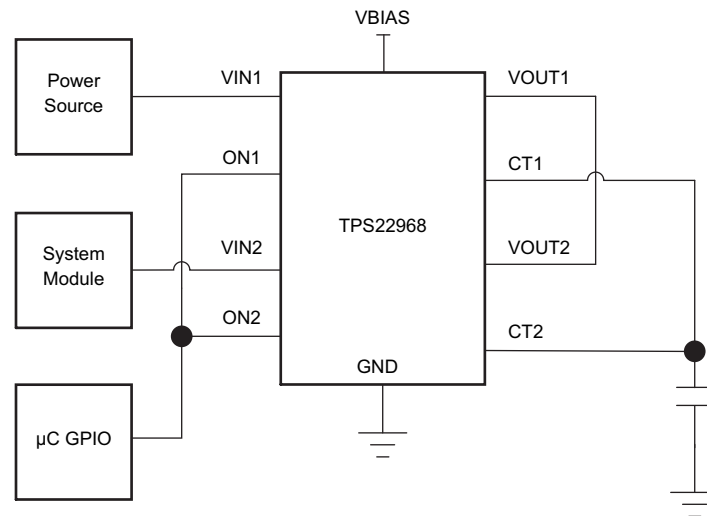 VBIAS
Power
Source
VIN1
VOUT1
ON1
CT1
TPS22968
System
Module
VIN2
VOUT2
ON2
CT2
GND
µC GPIO